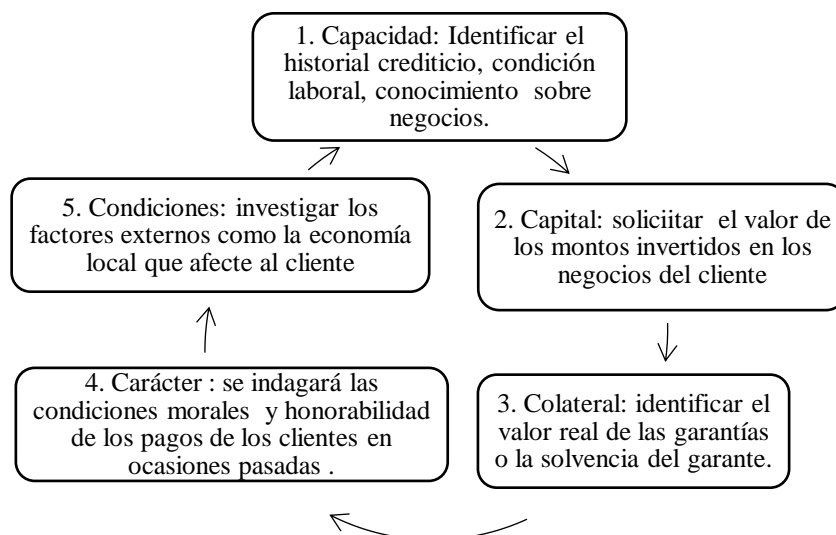 1. Capacidad: Identificar el
historial crediticio, condición
laboral, conocimiento sobre
negocios.
2. Capital: soliciitar el valor de
los montos invertidos en los
negocios del cliente
3. Colateral: identificar el
valor real de las garantías
o la solvencia del garante.
4. Carácter : se indagará las
condiciones morales y honorabilidad
de los pagos de los clientes en
ocasiones pasadas .
5. Condiciones: investigar los
factores externos como la economía
local que afecte al cliente